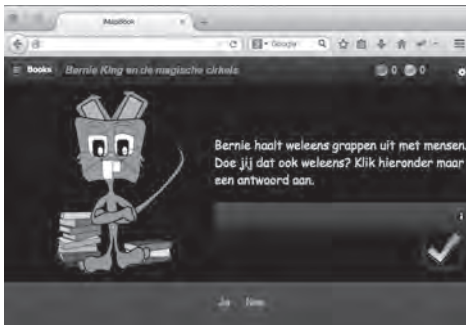 Google
Books Bernie King en de magische cirkels 0 0
Bernie haalt weleens grappen uit met mensen.
Doe jij dat ook weleens? Klik hieronder maar
een antwoord aan.
Ja Nee